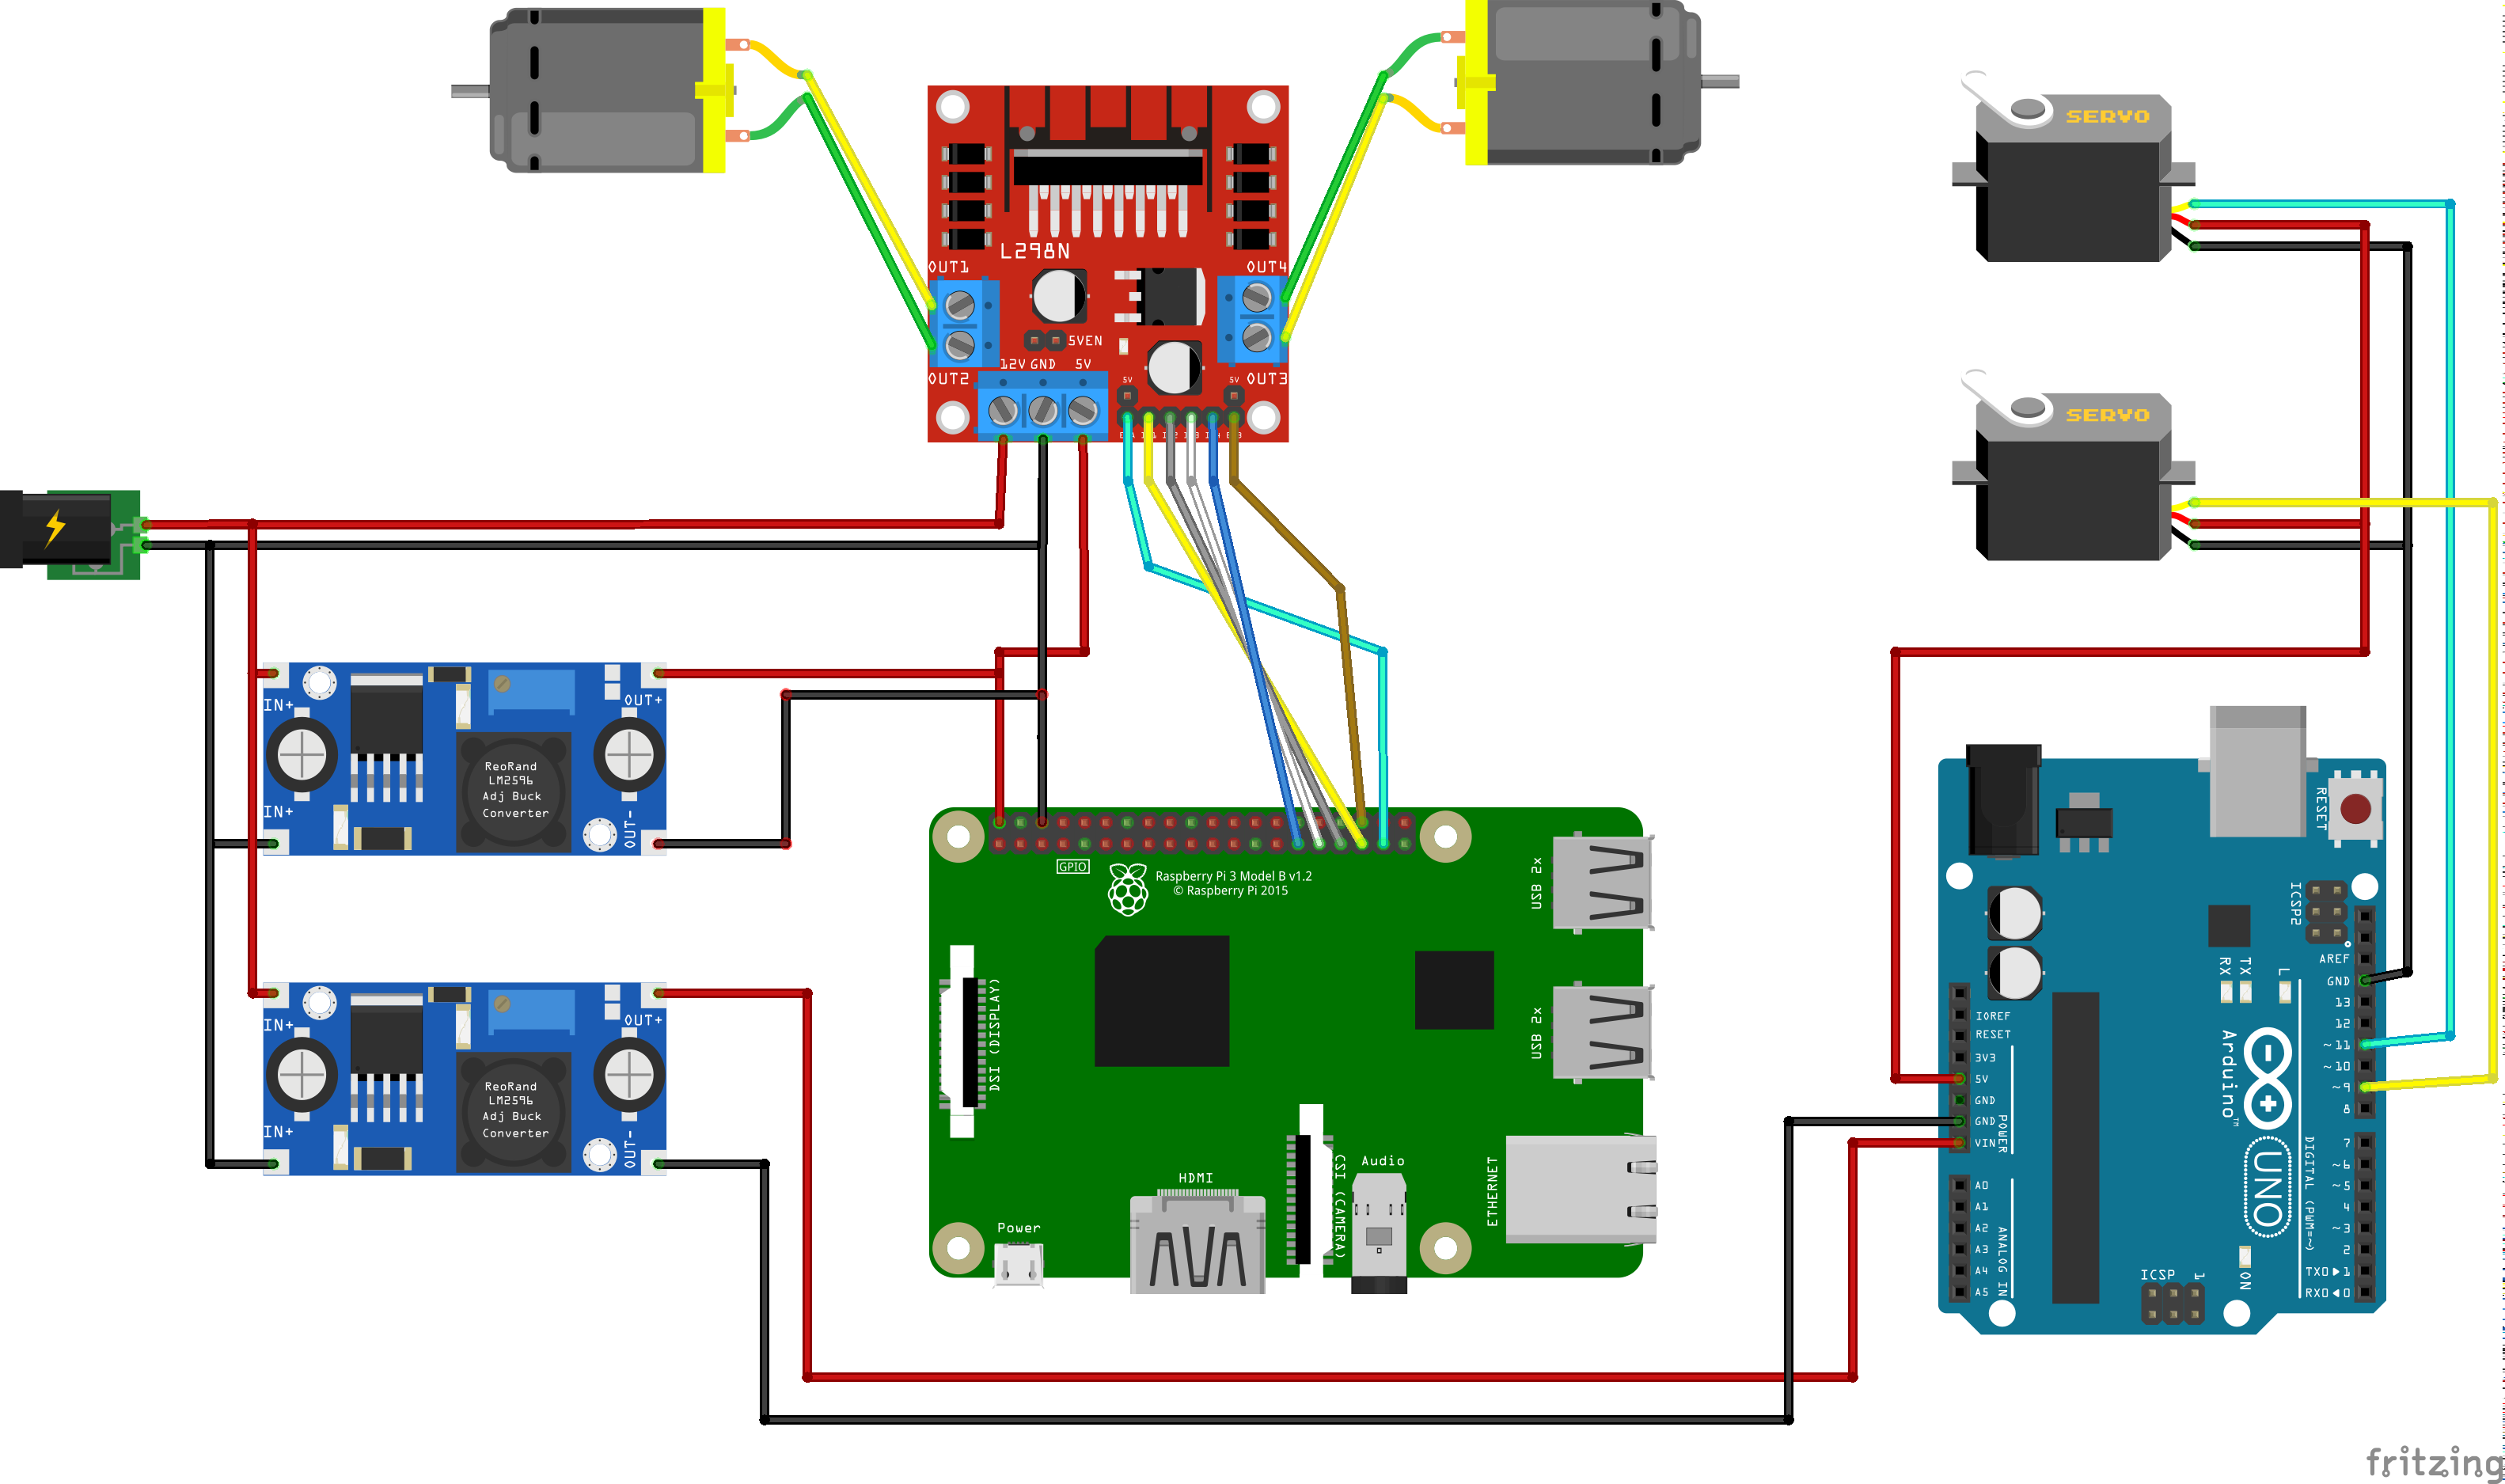 SERVO
L298N
OUT1
OUT4
5VEN
12V GND 5V
OUT2
5V
5V
OUT3
SERVO
IN+
OUT+
ReoRand
LM2596
Adj Buck
Converter
IN+
OUT-
GPIO
Raspberry Pi 3 Model B v1.2
© Raspberry Pi 2015
USB 2x
USB 2x
DSI (DISPLAY)
CSI (CAMERA)
Audio
HDMI
ETHERNET
Power
IN+
OUT+
ReoRand
LM2596
Adj Buck
Converter
IN+
OUT-
RESET
ICSP2
AREF
GND
13
12
~11
~10
~9
8
7
~6
~5
4
~3
2
TX0▶1
RX0◀0
RX
TX
L
IOREF
RESET
3V3
5V
GND
GND
VIN
POWER
A0
A1
A2
A3
A4
A5
ANALOG IN
Arduino™
UNO
DIGITAL (PWM=~)
ICSP
1
ON
fritzing